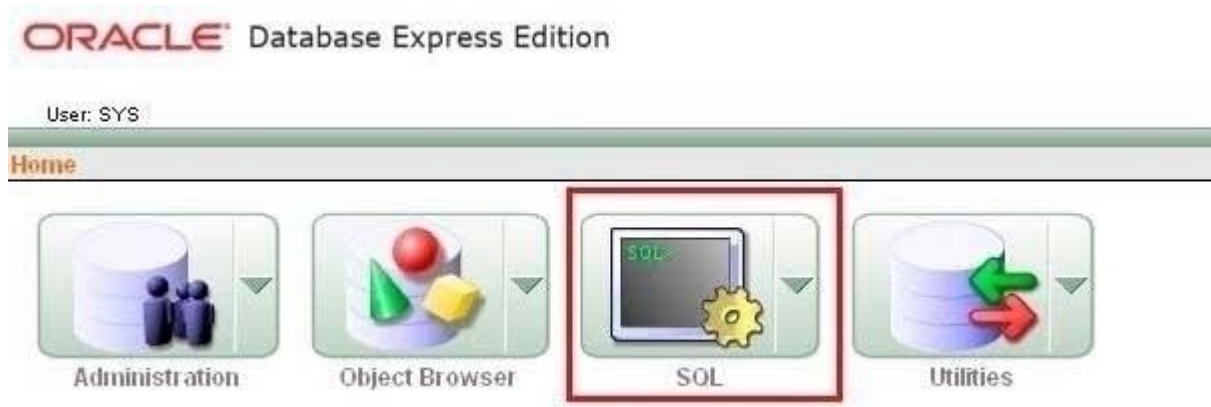 ORACLE Database Express Edition
User: SYS
Home
SQL>
Administration Object Browser SQL Utilities